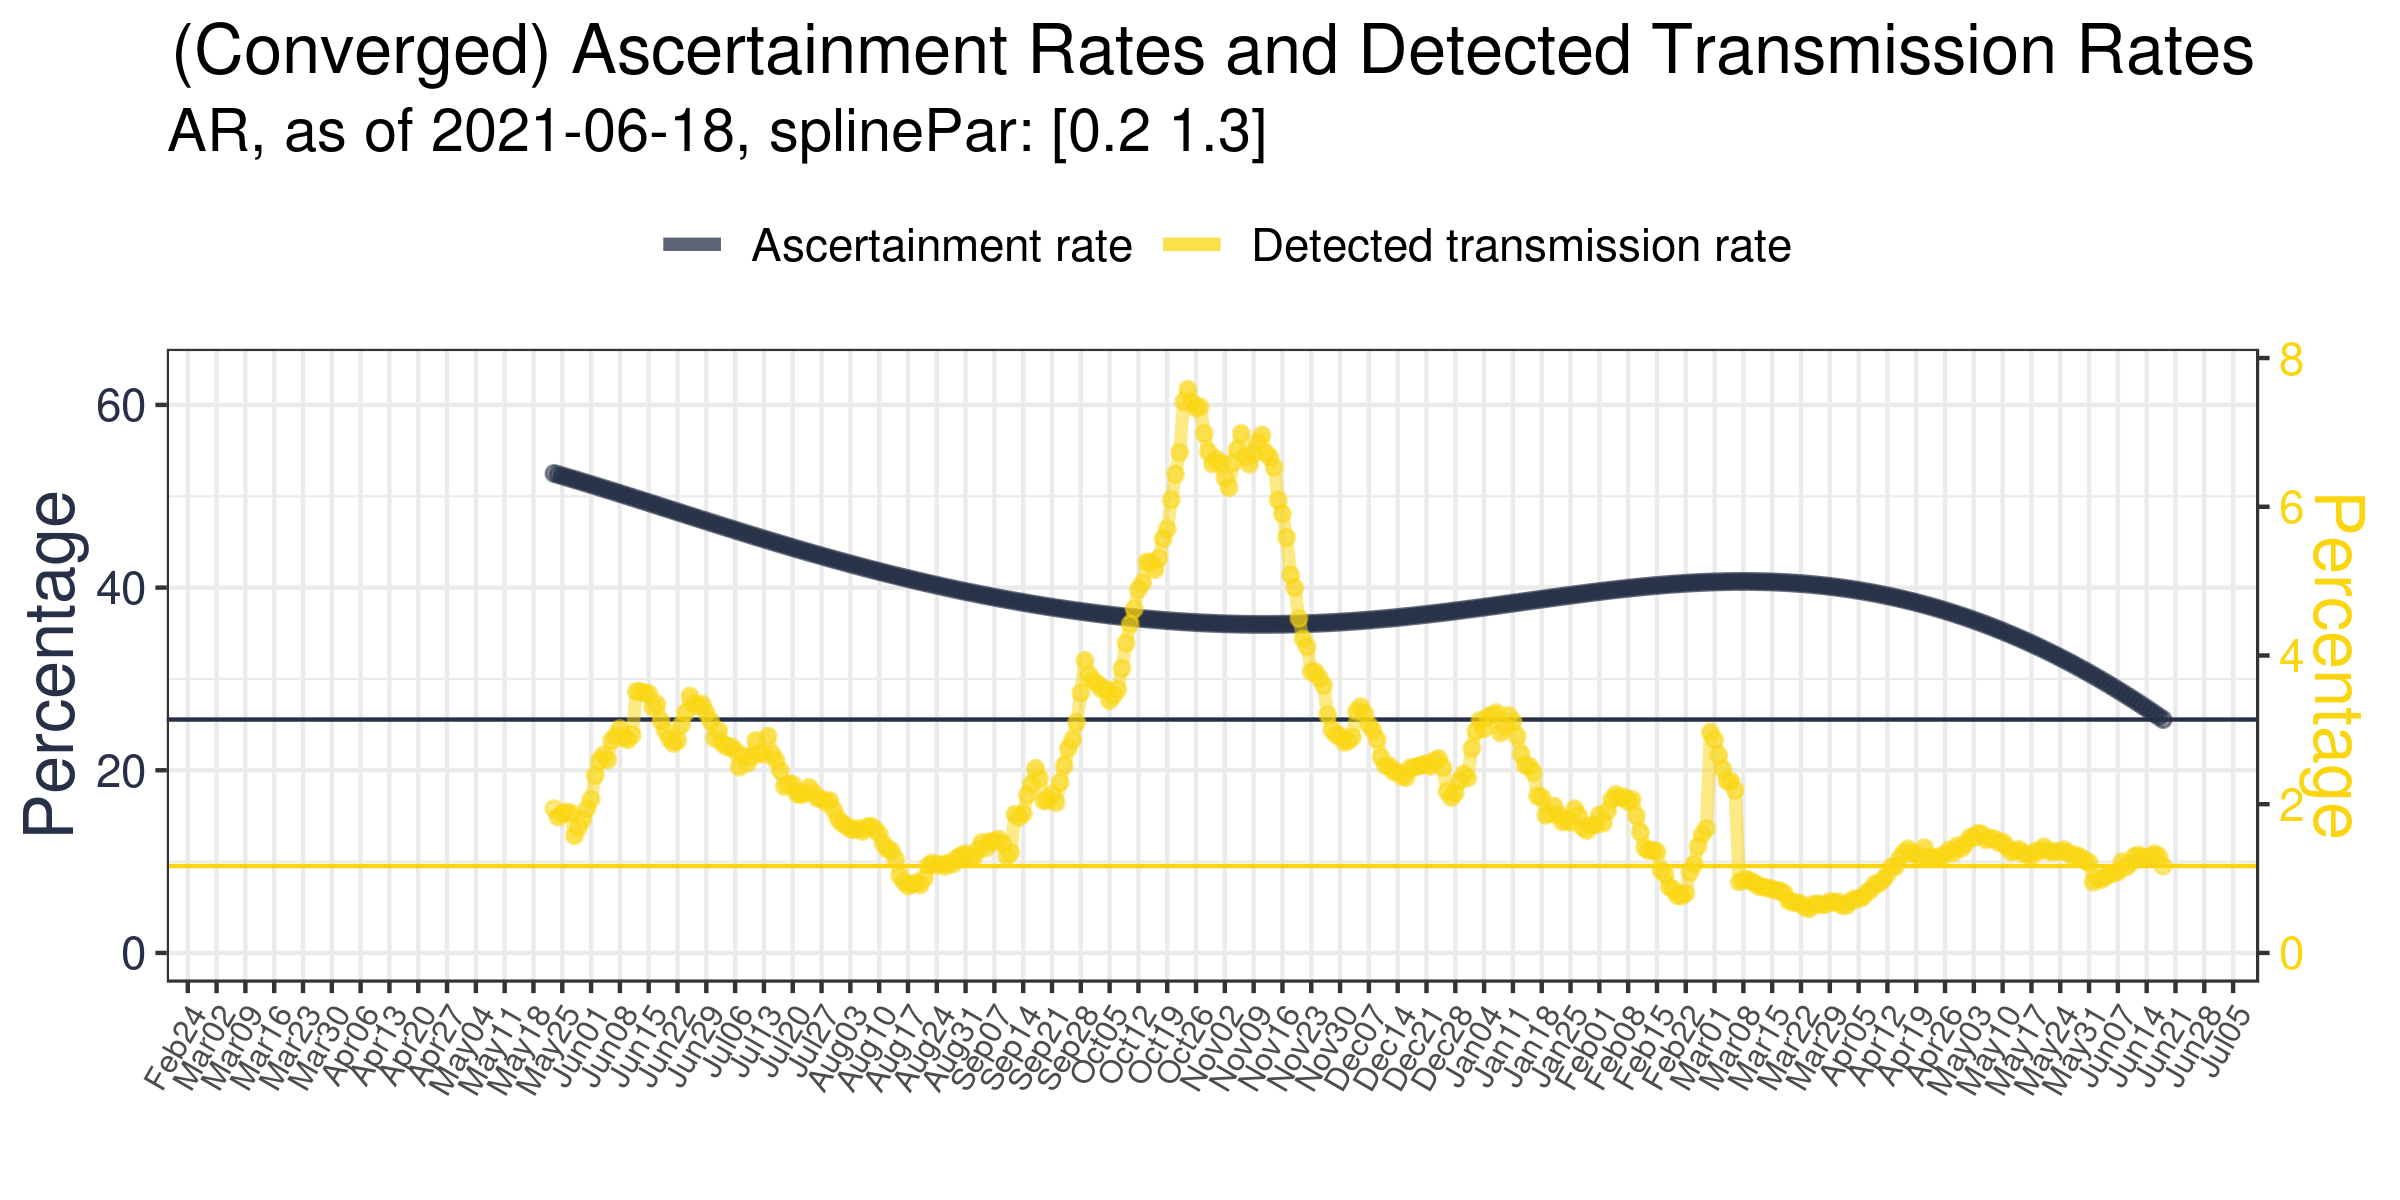 (Converged) Ascertainment Rates and Detected Transmission Rates
AR, as of 2021-06-18, splinePar: [0.2 1.3]
Ascertainment rate Detected transmission rate
Percentage
60
40
20
0
8
6
4
2
0
Percentage
Feb24 Mar02 Mar09 Mar16 Mar23 Mar30 Apr06 Apr13 Apr20 Apr27 May04 May11 May18 May25 Jun01 Jun08 Jun15 Jun22 Jun29 Jul06 Jul13 Jul20 Jul27 Aug03 Aug10 Aug17 Aug24 Aug31 Sep07 Sep14 Sep21 Sep28 Oct05 Oct12 Oct19 Oct26 Nov02 Nov09 Nov16 Nov23 Nov30 Dec07 Dec14 Dec21 Dec28 Jan04 Jan11 Jan18 Jan25 Feb01 Feb08 Feb15 Feb22 Mar01 Mar08 Mar15 Mar22 Mar29 Apr05 Apr12 Apr19 Apr26 May03 May10 May17 May24 May31 Jun07 Jun14 Jun21 Jun28 Jul05